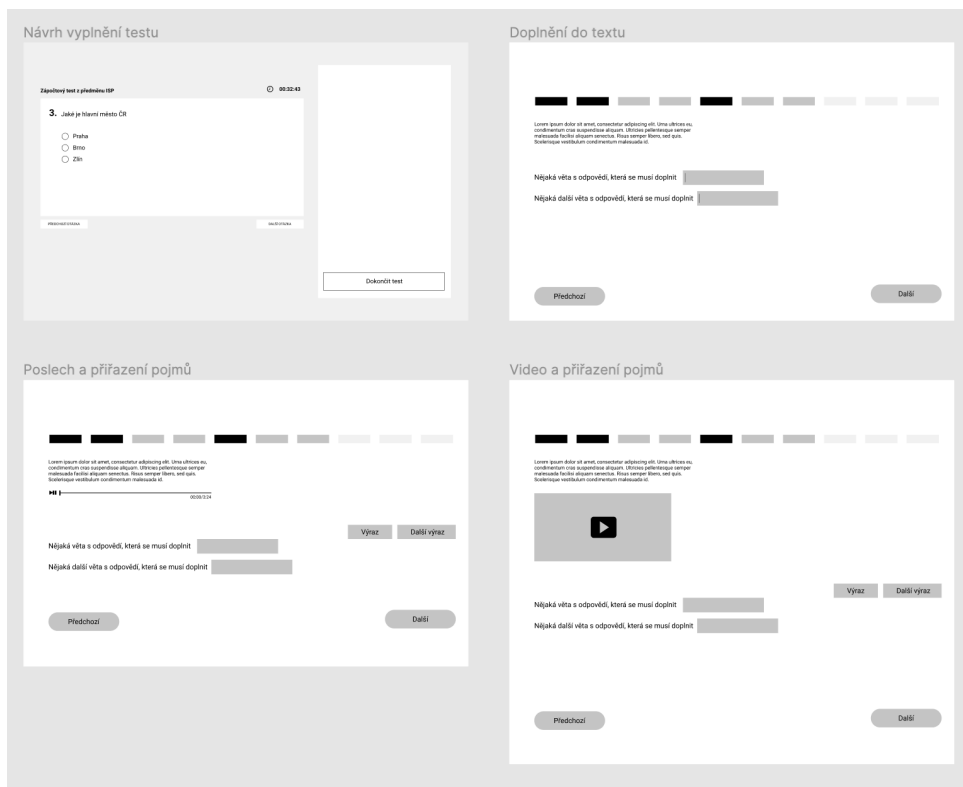 Návrh vyplnění testu
Zápočtový test z předmětu ISP
00:32:43
3. Jaké je hlavní město ČR
Praha
Brno
Zlín
PŘEDCHOZÍ OTÁZKA
DALŠÍ OTÁZKA
Dokončit test
Doplnění do textu
Lorem ipsum dolor sit amet, consectetur adipiscing elit. Urna ultrices eu,
condimentum cras suspendisse aliquam. Ultricies pellentesque semper
malesuada facilisi aliquam senectus. Risus semper libero, sed quis.
Scelerisque vestibulum condimentum malesuada id.
Nějaká věta s odpovědí, která se musí doplnit
Nějaká další věta s odpovědí, která se musí doplnit
Předchozí
Další
Poslech a přiřazení pojmů
Lorem ipsum dolor sit amet, consectetur adipiscing elit. Urna ultrices eu,
condimentum cras suspendisse aliquam. Ultricies pellentesque semper
malesuada facilisi aliquam senectus. Risus semper libero, sed quis.
Scelerisque vestibulum condimentum malesuada id.
00:00/3:24
Výraz
Další výraz
Nějaká věta s odpovědí, která se musí doplnit
Nějaká další věta s odpovědí, která se musí doplnit
Předchozí
Další
Video a přiřazení pojmů
Lorem ipsum dolor sit amet, consectetur adipiscing elit. Urna ultrices eu,
condimentum cras suspendisse aliquam. Ultricies pellentesque semper
malesuada facilisi aliquam senectus. Risus semper libero, sed quis.
Scelerisque vestibulum condimentum malesuada id.
Výraz
Další výraz
Nějaká věta s odpovědí, která se musí doplnit
Nějaká další věta s odpovědí, která se musí doplnit
Předchozí
Další